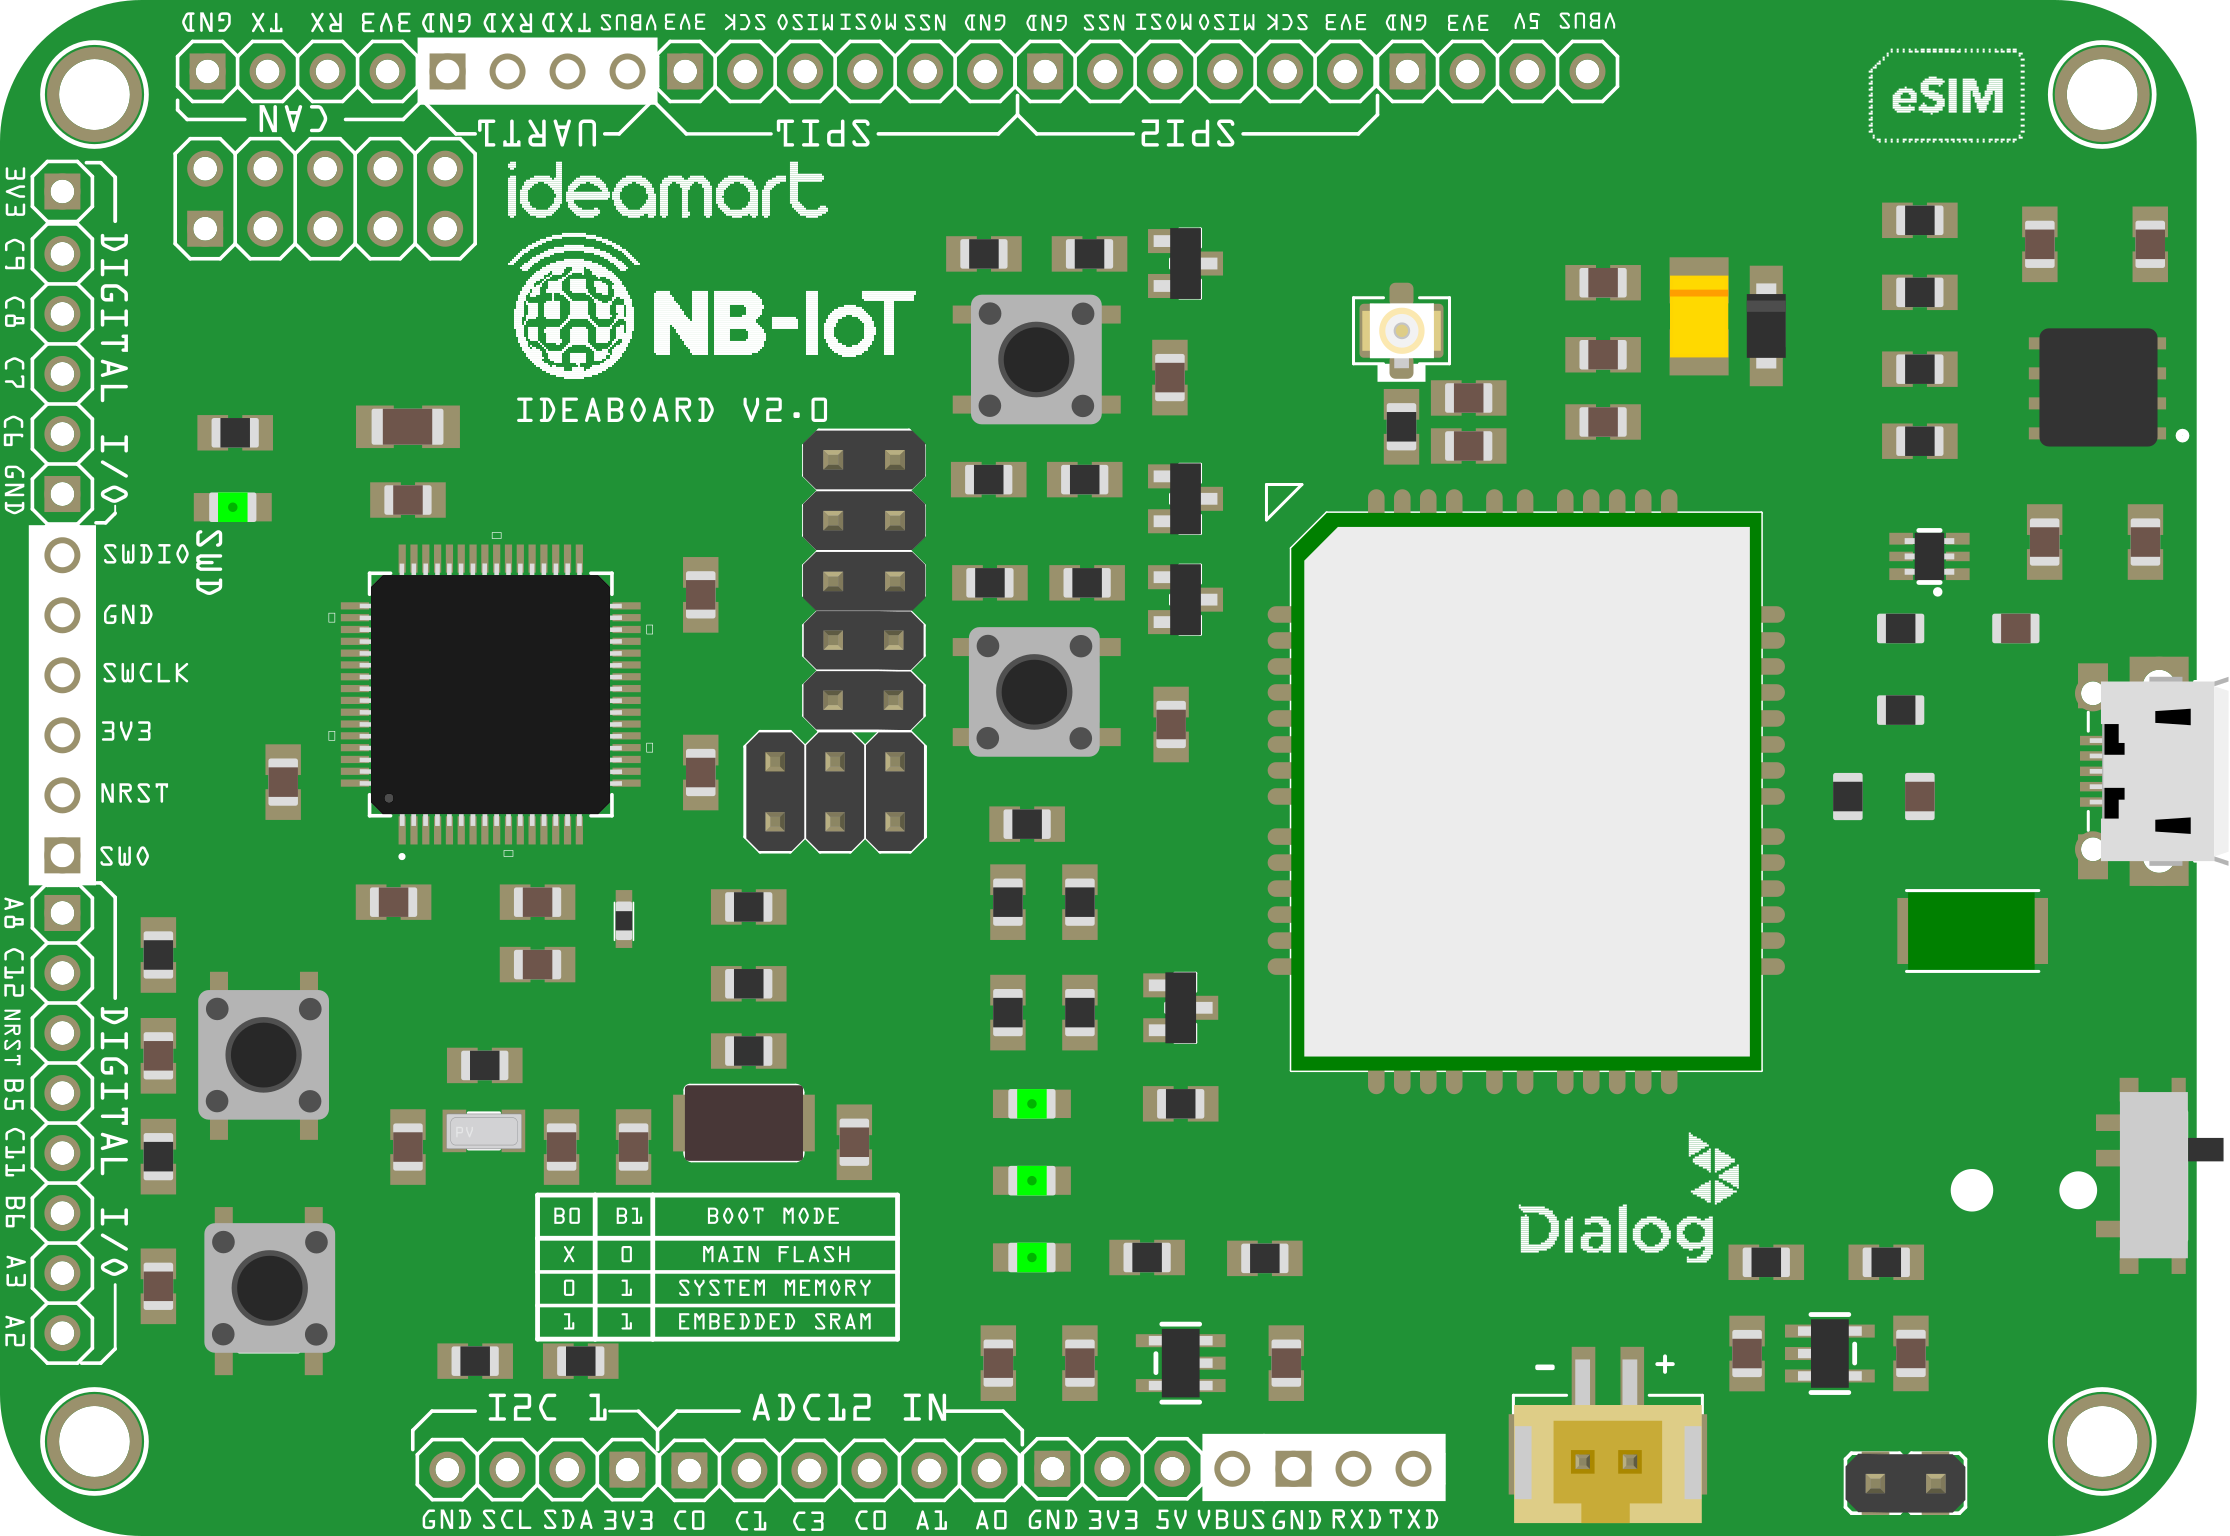 GND TX RX 3V3 GND RXD TXD VBUS 3V3 SCK MISO MOSI NSS GND GND NSS MOSI MISO SCK 3V3 GND 3V3 5V VBUS
CAN UART1 SPI1 SPI2
eSIM
ideamart
NB-IoT
IDEABOARD V2.0
3V3
C9
C8
C7
C6
GND
DIGITAL I/O
SWD
SWDIO
GND
SWCLK
3V3
NRST
SWO
A8
C12
NRST
B5
C11
B6
A3
A2
DIGITAL I/O
PV
B0 B1 BOOT MODE
X 0 MAIN FLASH
0 1 SYSTEM MEMORY
1 1 EMBEDDED SRAM
Dialog
- +
I2C 1 ADC12 IN
GND SCL SDA 3V3 C0 C1 C3 C0 A1 A0 GND 3V3 5V VBUS GND RXD TXD